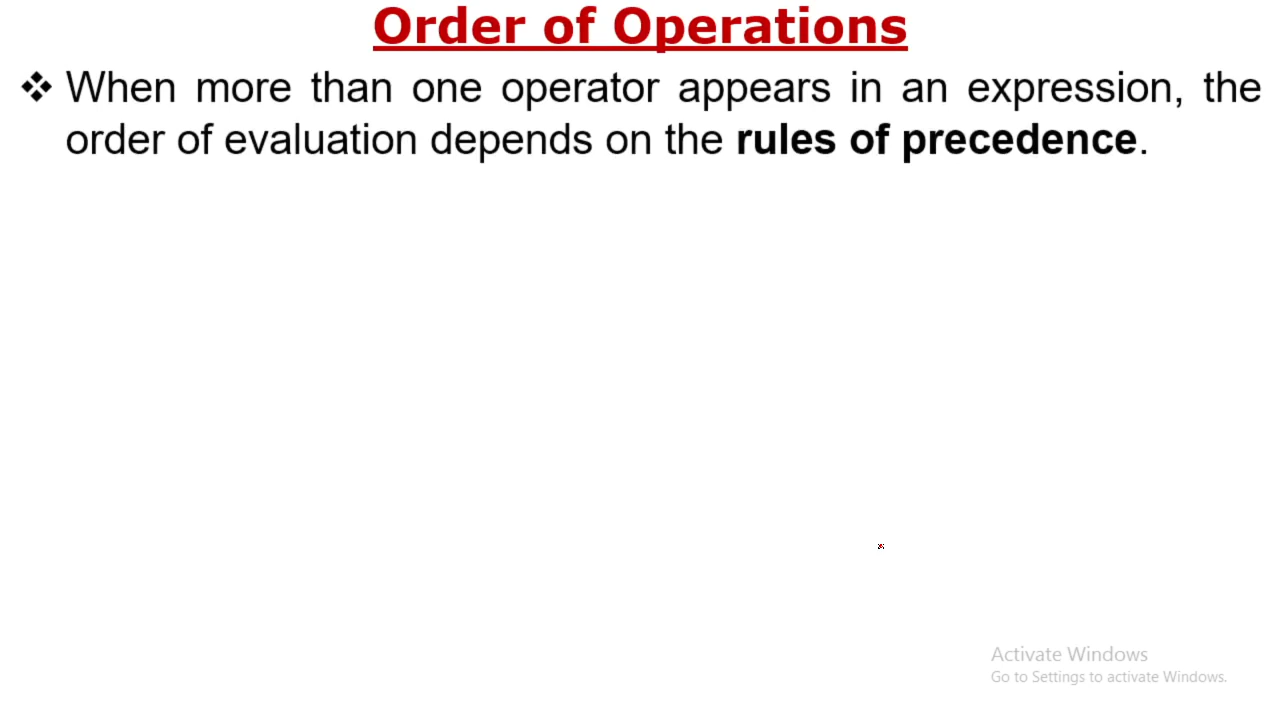 Order of Operations
❖ When more than one operator appears in an expression, the
order of evaluation depends on the rules of precedence.
Activate Windows
Go to Settings to activate Windows.